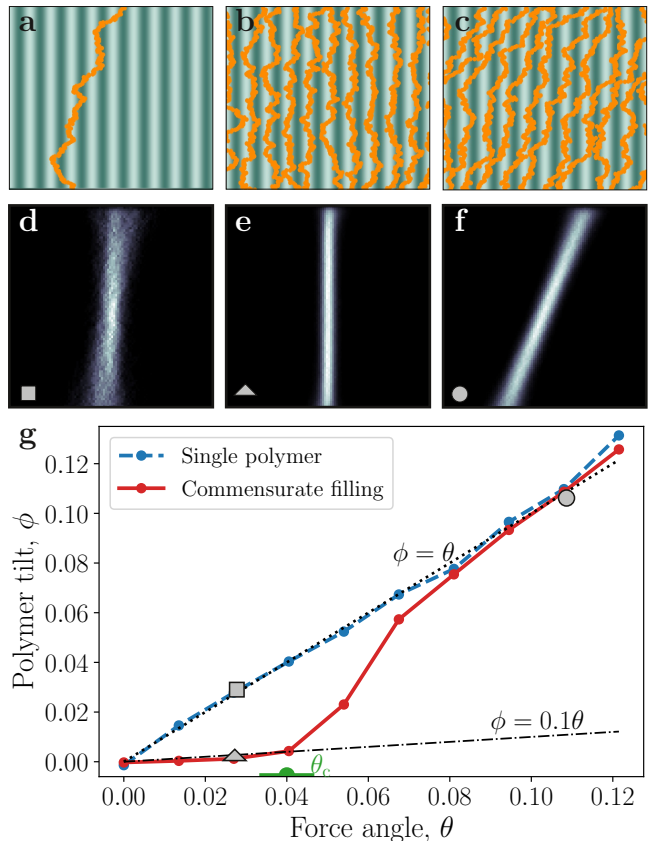 a
b
c
d
e
f
g
Single polymer
Commensurate filling
ϕ = θ
ϕ = 0.1θ
θc
Polymer tilt, ϕ
0.12
0.10
0.08
0.06
0.04
0.02
0.00
0.00 0.02 0.04 0.06 0.08 0.10 0.12
Force angle, θ